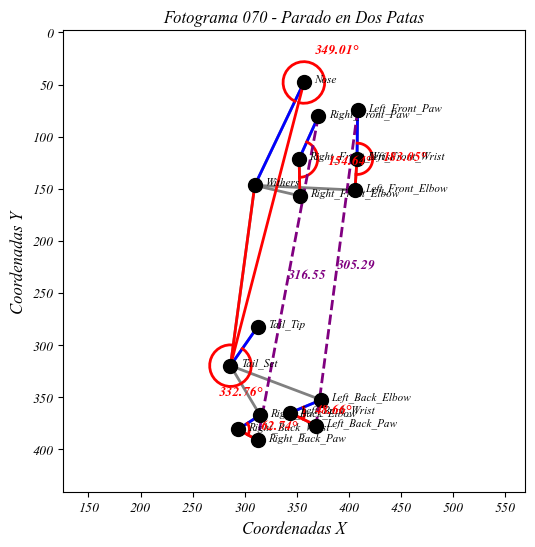 Fotograma 070 - Parado en Dos Patas
349.01°
Nose
Right_Front_Paw
Left_Front_Paw
Left_Front_Elbow
Withers
Right_Front_Elbow
305.29
316.55
Tail_Tip
Tail_Set
332.76°
Left_Back_Elbow
Left_Back_Paw
Right_Back_Paw
Coordenadas Y
0
50
100
150
200
250
300
350
400
150
200
250
300
350
400
450
500
550
Coordenadas X